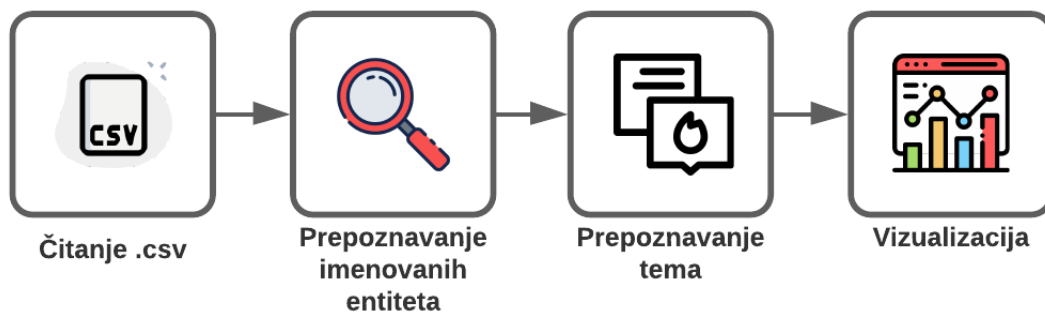 CSV
Čitanje .csv
Prepoznavanje
imenovanih
entiteta
Prepoznavanje
tema
Vizualizacija